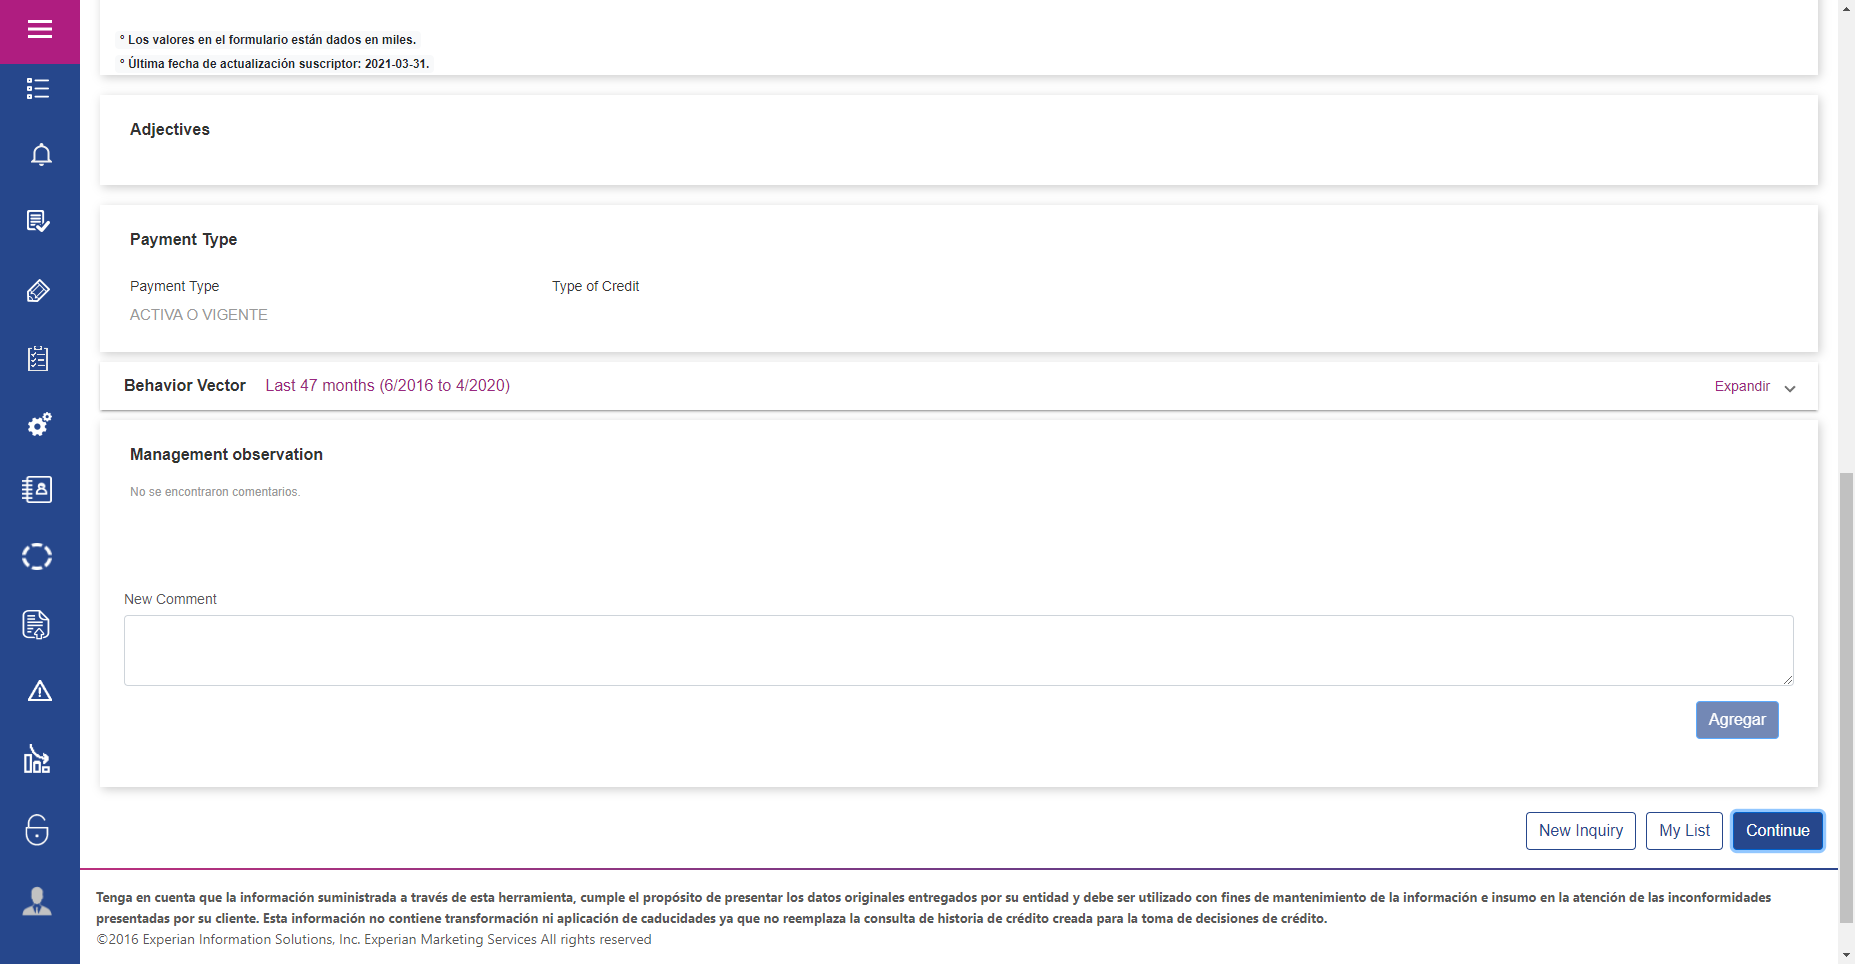 ° Los valores en el formulario están dados en miles.
° Última fecha de actualización suscriptor: 2021-03-31.
Adjectives
Payment Type
Payment Type
Type of Credit
ACTIVA O VIGENTE
Behavior Vector Last 47 months (6/2016 to 4/2020) Expandir
Management observation
No se encontraron comentarios.
New Comment
Agregar
New Inquiry My List Continue
Tenga en cuenta que la información suministrada a través de esta herramienta, cumple el propósito de presentar los datos originales entregados por su entidad y debe ser utilizado con fines de mantenimiento de la información e insumo en la atención de las inconformidades
presentadas por su cliente. Esta información no contiene transformación ni aplicación de caducidades ya que no reemplaza la consulta de historia de crédito creada para la toma de decisiones de crédito.
©2016 Experian Information Solutions, Inc. Experian Marketing Services All rights reserved